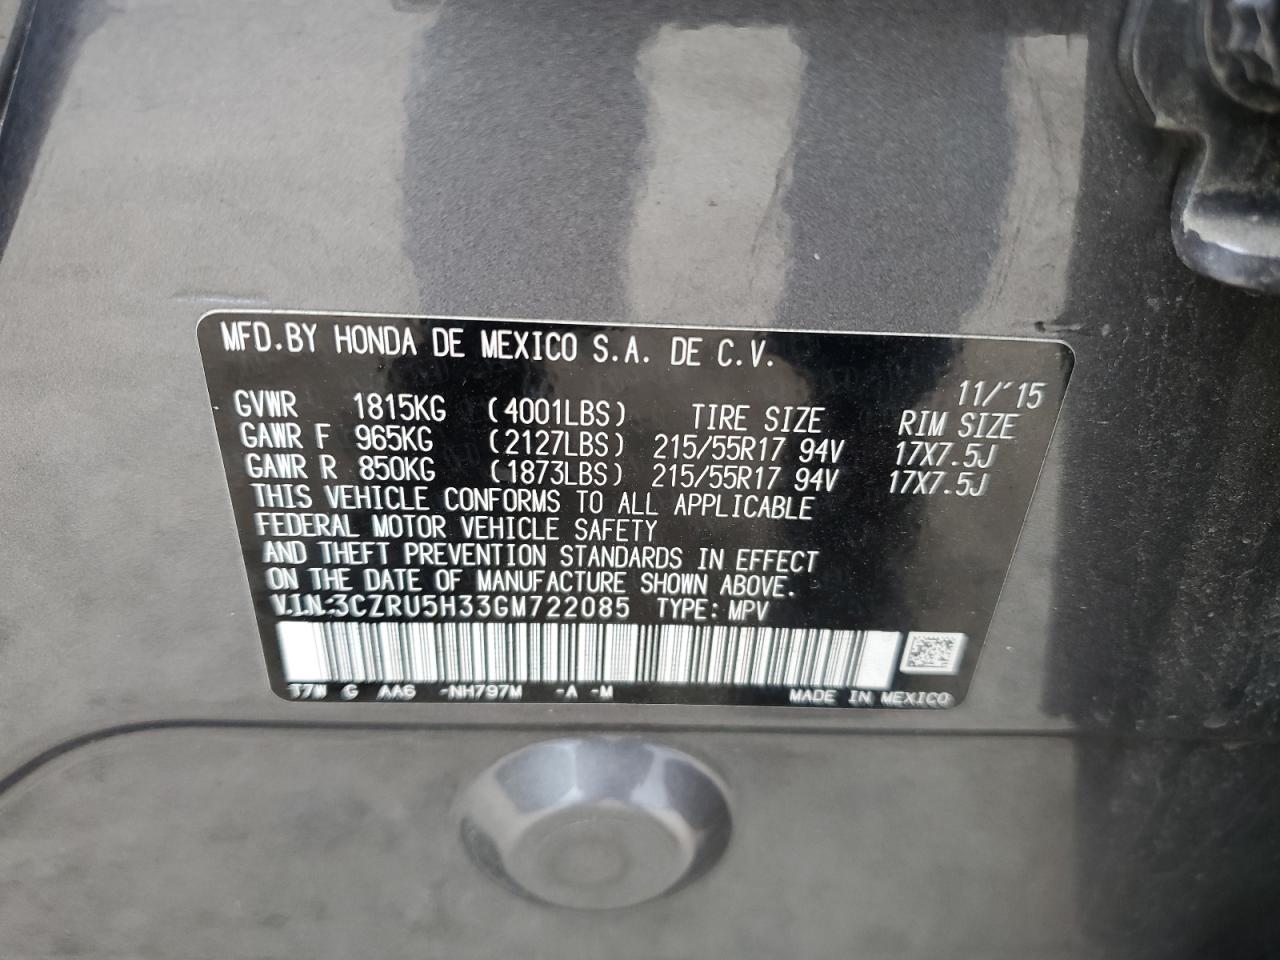 MFD.BY HONDA DE MEXICO S.A. DE C.V.
11/'15
GVWR 1815KG (4001LBS) TIRE SIZE RIM SIZE
GAWR F 965KG (2127LBS) 215/55R17 94V 17X7.5J
GAWR R 850KG (1873LBS) 215/55R17 94V 17X7.5J
THIS VEHICLE CONFORMS TO ALL APPLICABLE
FEDERAL MOTOR VEHICLE SAFETY
AND THEFT PREVENTION STANDARDS IN EFFECT
ON THE DATE OF MANUFACTURE SHOWN ABOVE.
V.I.N:3CZRU5H33GM722085 TYPE: MPV
T7W G AA6 -NH797M -A -M MADE IN MEXICO